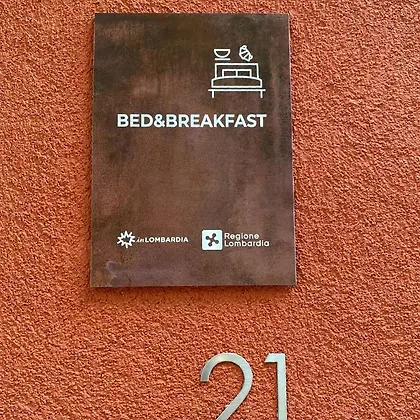 BED&BREAKFAST
inLOMBARDIA
Regione
Lombardia
21